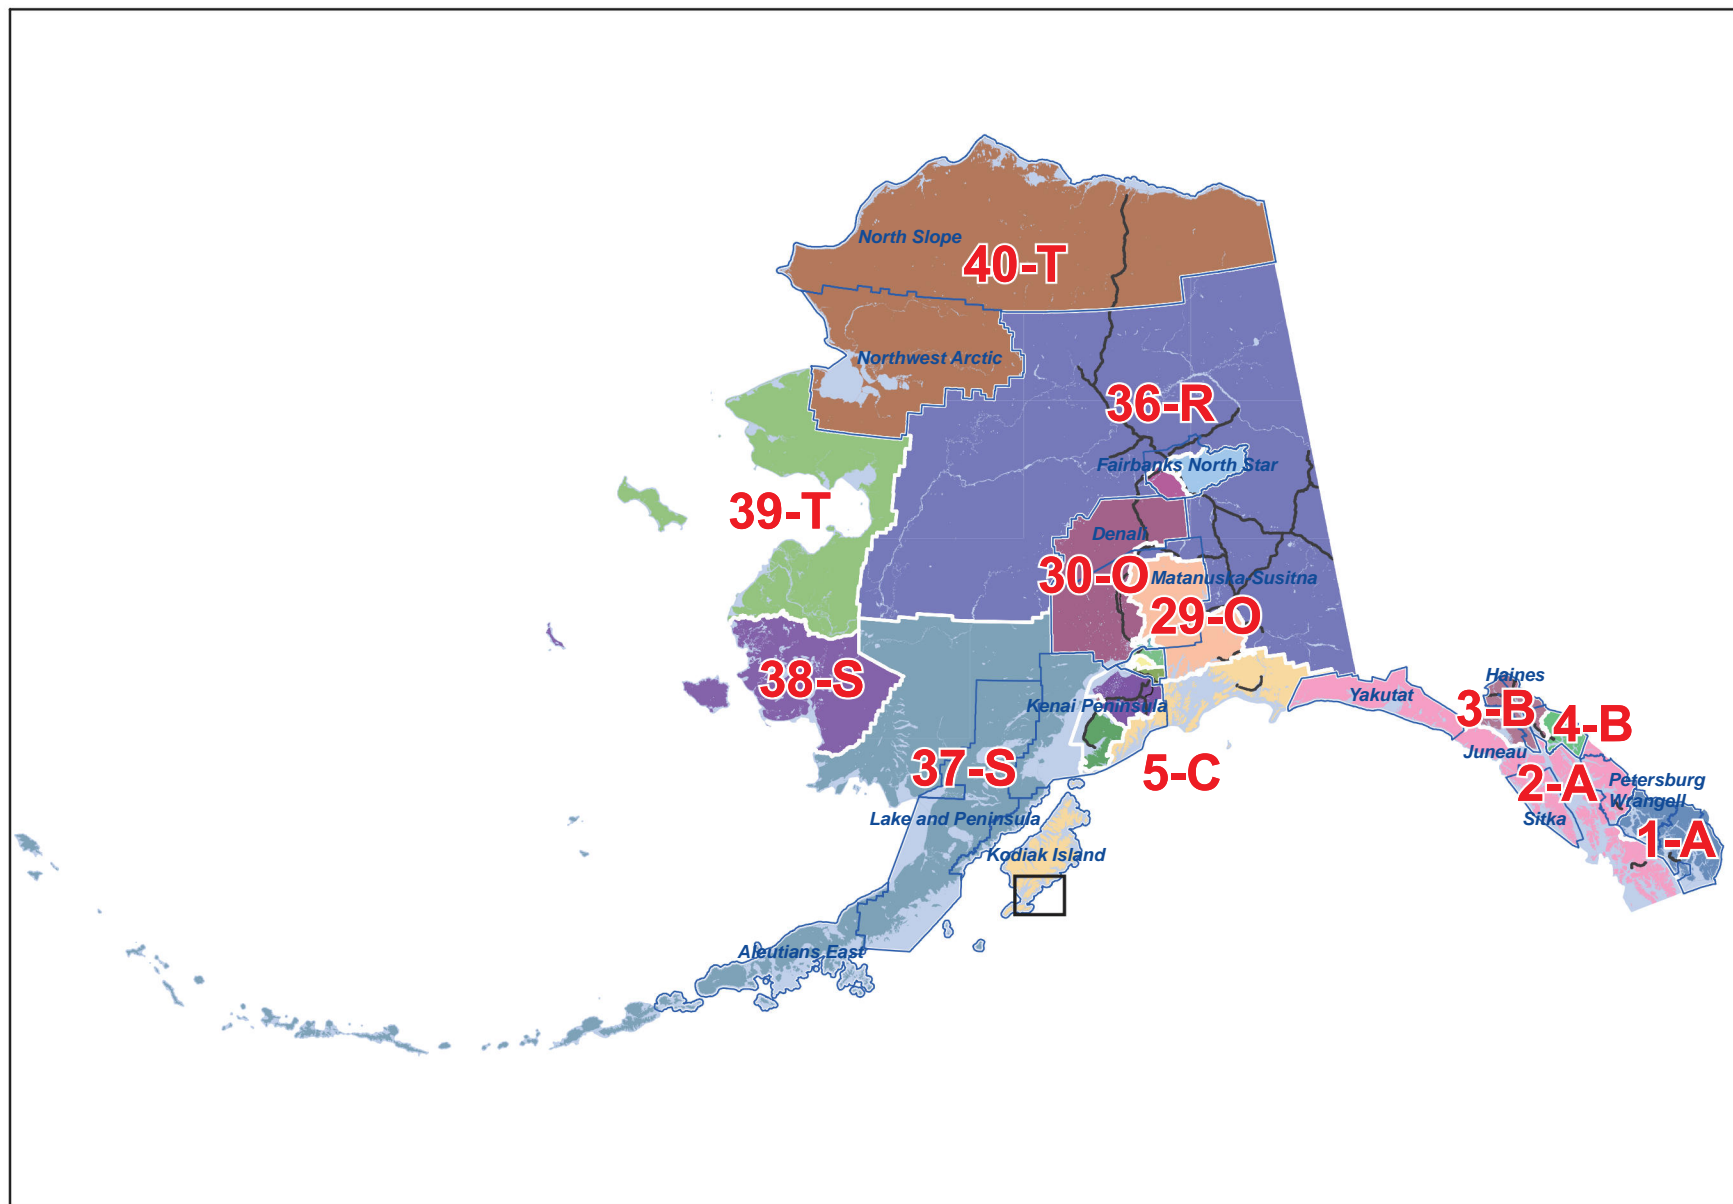 North Slope
40-T
Northwest Arctic
36-R
Fairbanks North Star
39-T
Denali
30-O
Matanuska-Susitna
29-O
38-S
Kenai Peninsula
Yakutat
Haines
3-B
4-B
Juneau
37-S
5-C
2-A
Petersburg
Wrangell
Sitka
Lake and Peninsula
1-A
Kodiak Island
Aleutians East